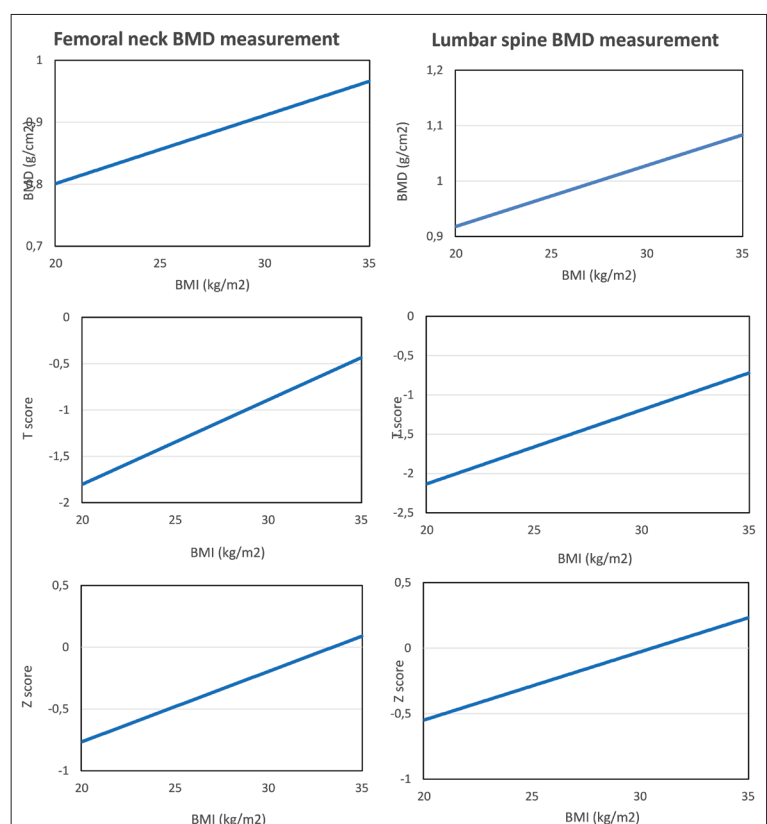 Femoral neck BMD measurement
1
0,9
0,8
0,7
BMD (g/cm2)
20 25 30 35
BMI (kg/m2)
Lumbar spine BMD measurement
1,2
1,1
1
0,9
BMD (g/cm2)
20 25 30 35
BMI (kg/m2)
0
-0,5
-1
-1,5
-2
T score
20 25 30 35
BMI (kg/m2)
0
-0,5
-1
-1,5
-2
-2,5
T score
20 25 30 35
BMI (kg/m2)
0,5
0
-0,5
-1
Z score
20 25 30 35
BMI (kg/m2)
0,5
0
-0,5
-1
Z score
20 25 30 35
BMI (kg/m2)